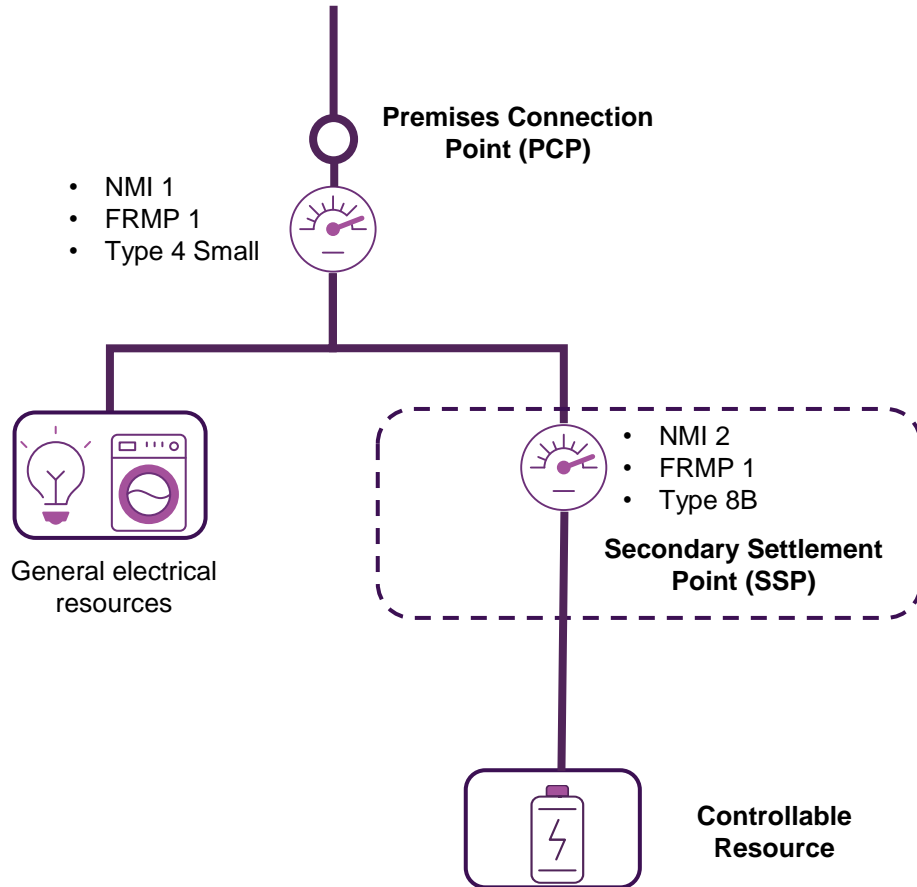 Premises Connection
Point (PCP)
• NMI 1
• FRMP 1
• Type 4 Small
• NMI 2
• FRMP 1
• Type 8B
Secondary Settlement
Point (SSP)
General electrical
resources
Controllable
Resource